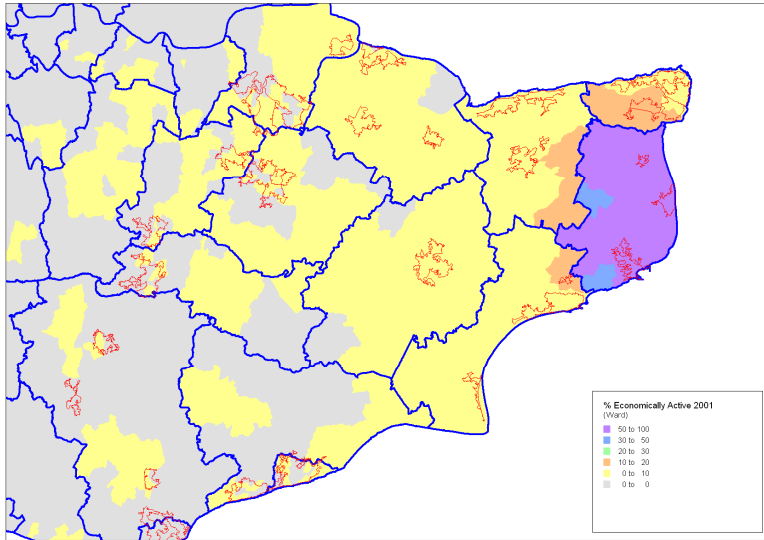 % Economically Active 2001
(Ward)
50 to 100
30 to 50
20 to 30
10 to 20
0 to 10
0 to 0